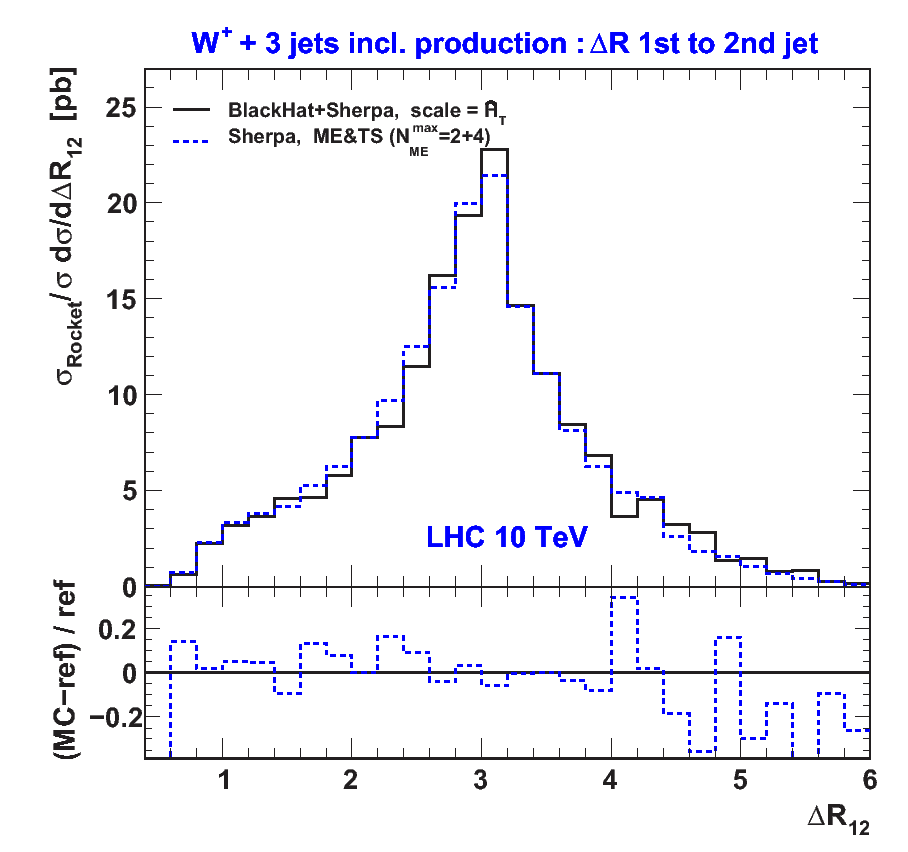 W⁺ + 3 jets incl. production : ΔR 1st to 2nd jet
σ_Rocket/σ dσ/dΔR₁₂ [pb]
25
20
15
10
5
0
BlackHat+Sherpa, scale = Ĥ_T
Sherpa, ME&TS (N_ME^max=2+4)
LHC 10 TeV
(MC−ref) / ref
0.2
0
−0.2
1 2 3 4 5 6
ΔR₁₂